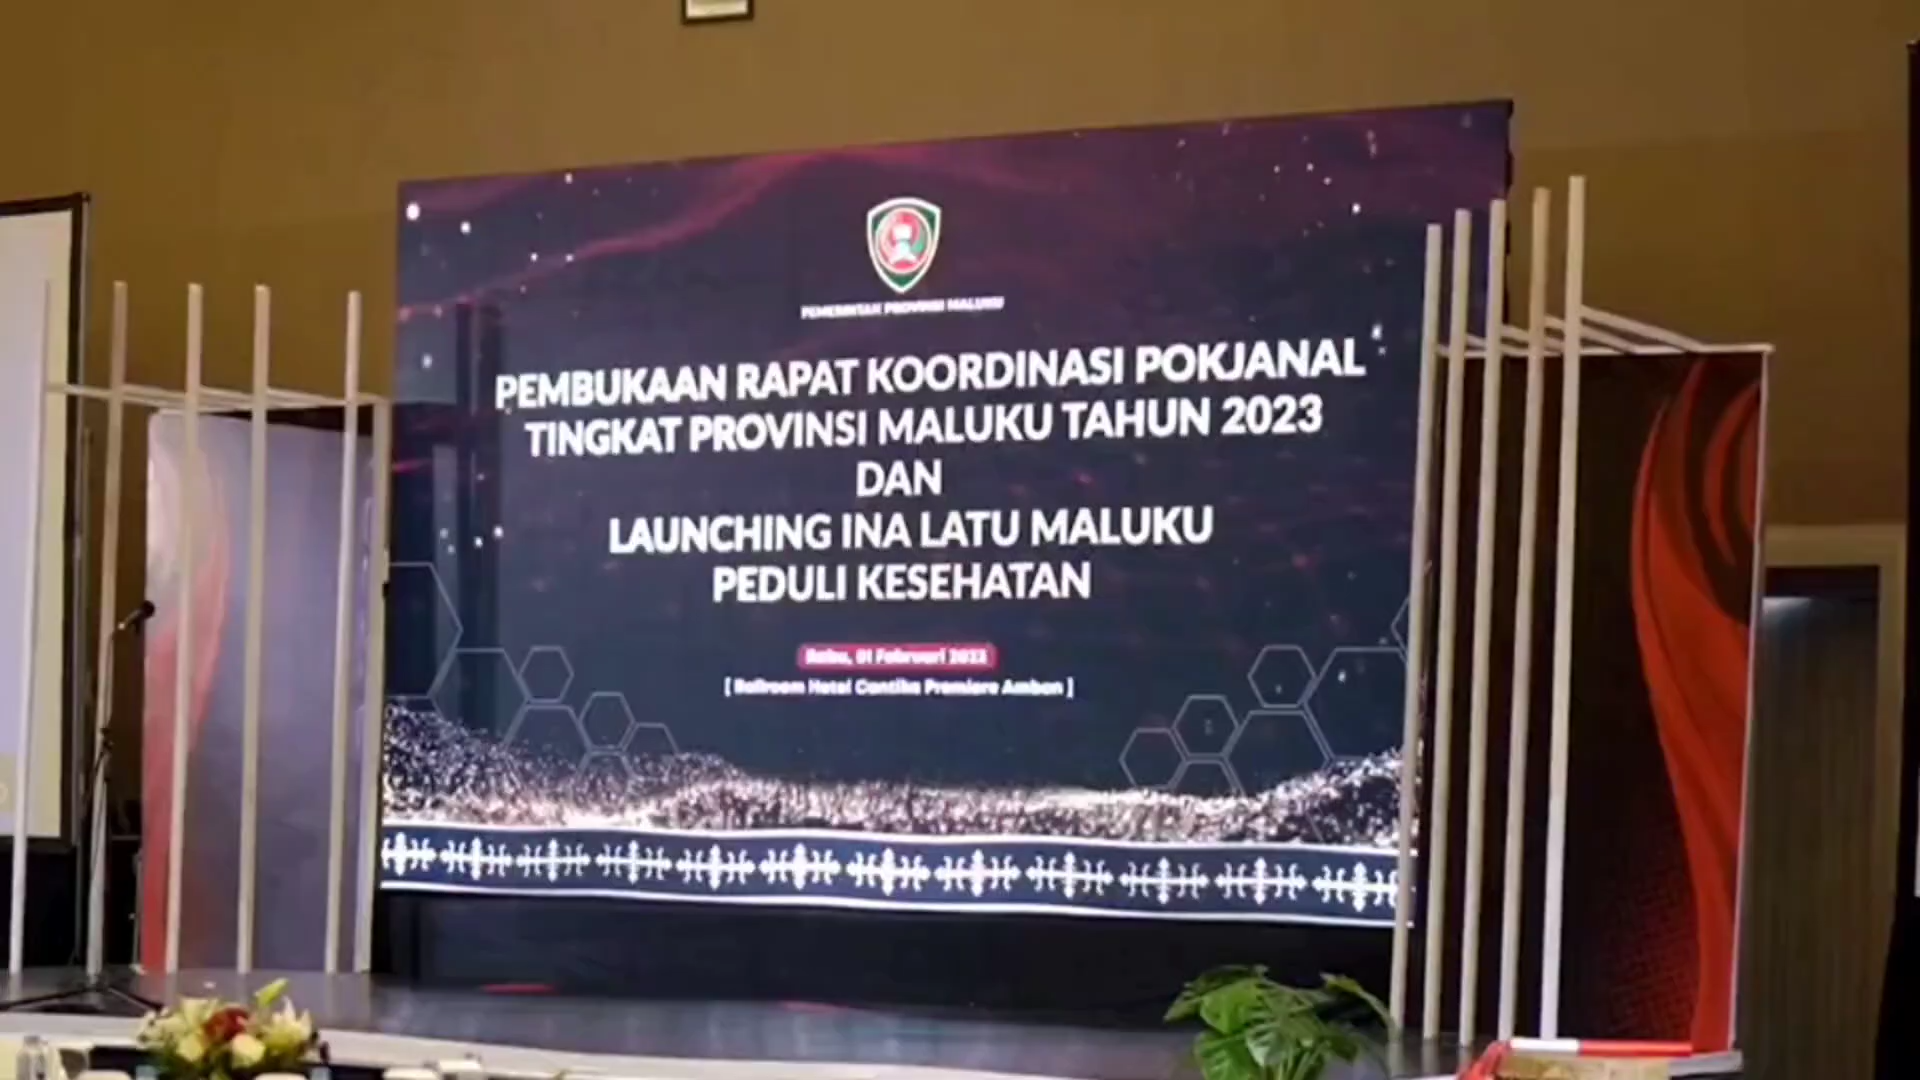 PEMERINTAH PROVINSI MALUKU
PEMBUKAAN RAPAT KOORDINASI POKJANAL
TINGKAT PROVINSI MALUKU TAHUN 2023
DAN
LAUNCHING INA LATU MALUKU
PEDULI KESEHATAN
Rabu, 01 Februari 2023
[ Ballroom Hotel Santika Premiere Ambon ]